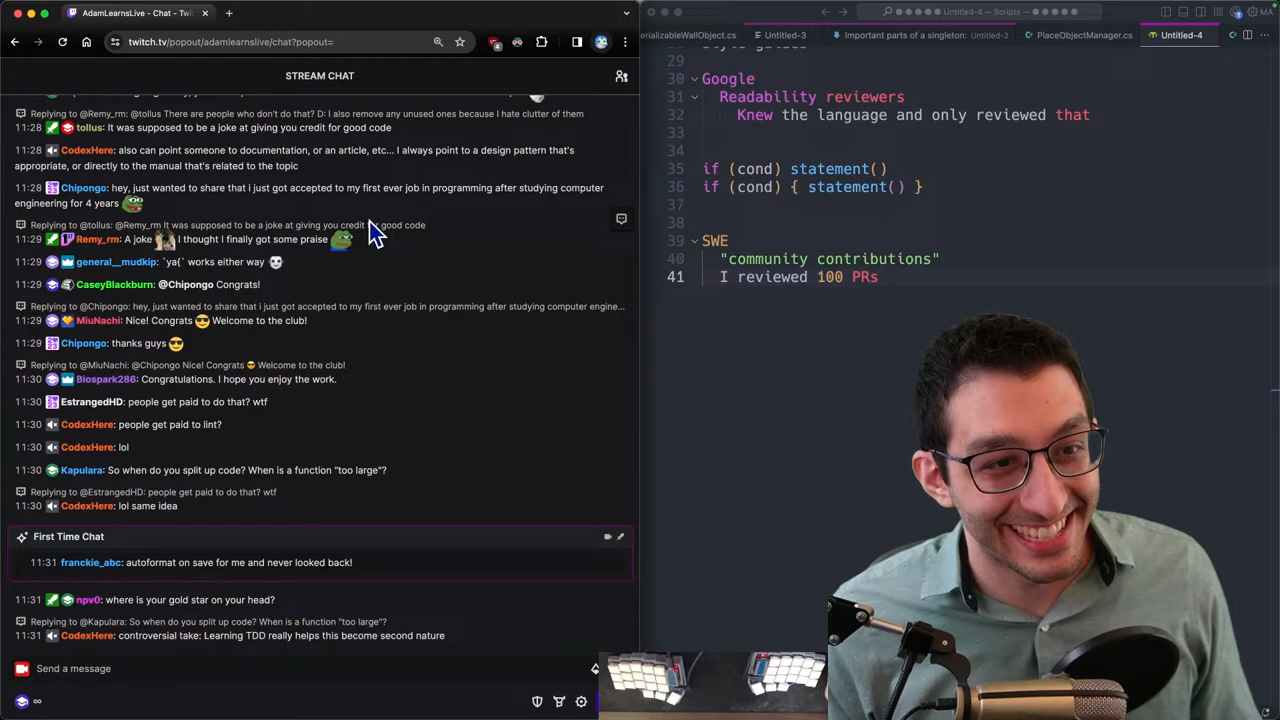 AdamLearnsLive - Chat - Twi
twitch.tv/popout/adamlearnslive/chat?popout=
STREAM CHAT
Replying to @Remy_rm: @tollus There are people who don't do that? D: I also remove any unused ones because I hate clutter of them
11:28 tollus: It was supposed to be a joke at giving you credit for good code
11:28 CodexHere: also can point someone to documentation, or an article, etc... I always point to a design pattern that's
appropriate, or directly to the manual that's related to the topic
11:28 Chipongo: hey, just wanted to share that i just got accepted to my first ever job in programming after studying computer
engineering for 4 years
Replying to @tollus: @Remy_rm It was supposed to be a joke at giving you credit for good code
11:29 Remy_rm: A joke I thought I finally got some praise
11:29 general__mudkip: `ya{` works either way
11:29 CaseyBlackburn: @Chipongo Congrats!
Replying to @Chipongo: hey, just wanted to share that i just got accepted to my first ever job in programming after studying computer engine...
11:29 MiuNachi: Nice! Congrats 😎 Welcome to the club!
11:29 Chipongo: thanks guys 😎
Replying to @MiuNachi: @Chipongo Nice! Congrats 😎 Welcome to the club!
11:30 Biospark286: Congratulations. I hope you enjoy the work.
11:30 EstrangedHD: people get paid to do that? wtf
11:30 CodexHere: people get paid to lint?
11:30 CodexHere: lol
11:30 Kapulara: So when do you split up code? When is a function "too large"?
Replying to @EstrangedHD: people get paid to do that? wtf
11:30 CodexHere: lol same idea
First Time Chat
11:31 franckie_abc: autoformat on save for me and never looked back!
11:31 npv0: where is your gold star on your head?
Replying to @Kapulara: So when do you split up code? When is a function "too large"?
11:31 CodexHere: controversial take: Learning TDD really helps this become second nature
Send a message
∞
Untitled-4 — Scripts
MA
erializableWallObject.cs
Untitled-3
Important parts of a singleton: Untitled-2
PlaceObjectManager.cs
Untitled-4
29
30 Google
31 Readability reviewers
32 Knew the language and only reviewed that
33
34
35 if (cond) statement()
36 if (cond) { statement() }
37
38
39 SWE
40 "community contributions"
41 I reviewed 100 PRs